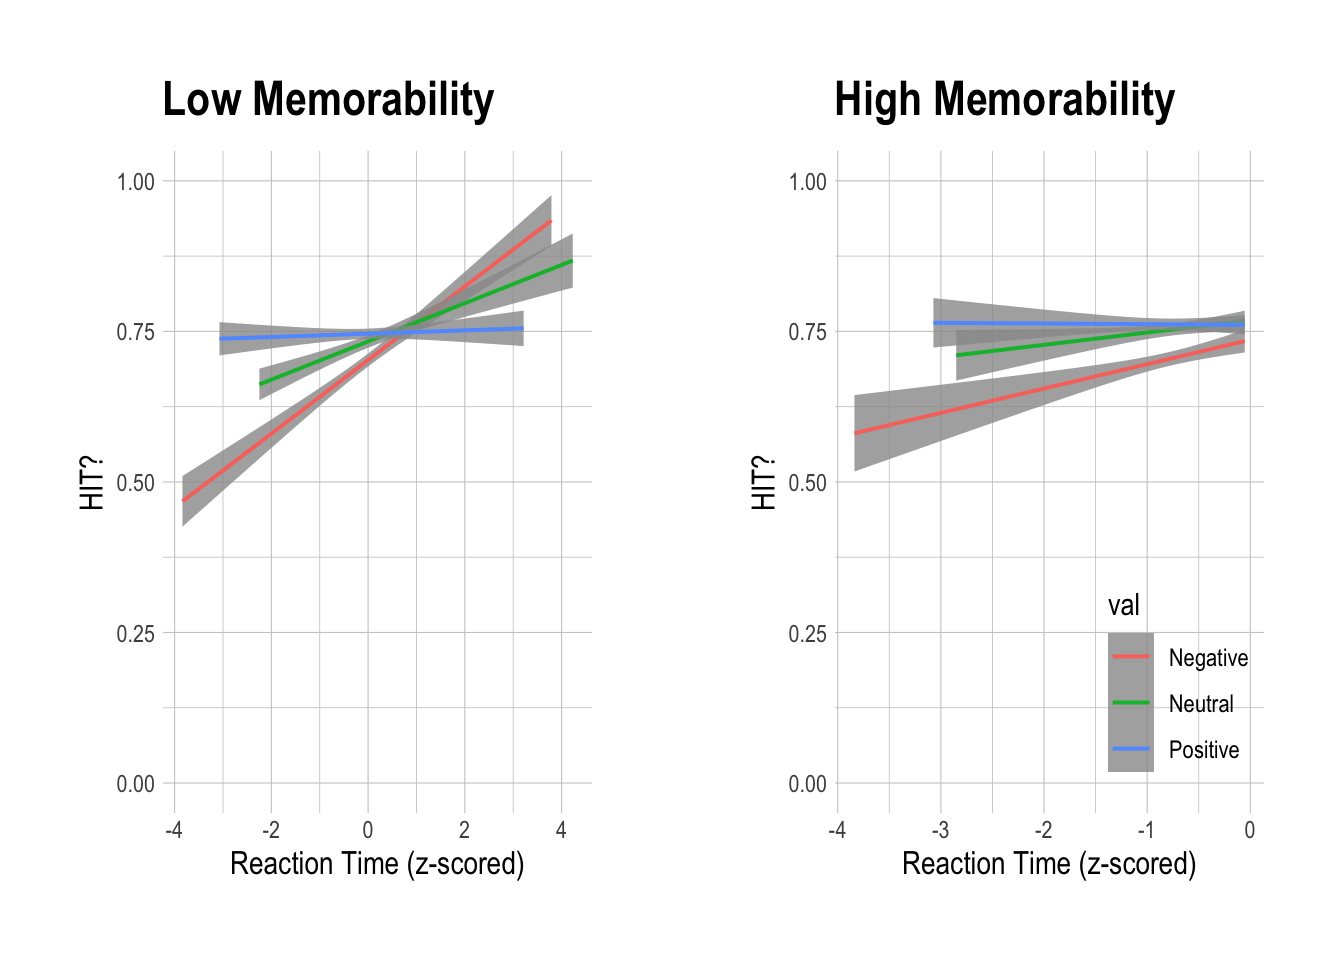 Low Memorability
1.00
0.75
0.50
0.25
0.00
HIT?
-4 -2 0 2 4
Reaction Time (z-scored)
High Memorability
1.00
0.75
0.50
0.25
0.00
HIT?
val
Negative
Neutral
Positive
-4 -3 -2 -1 0
Reaction Time (z-scored)